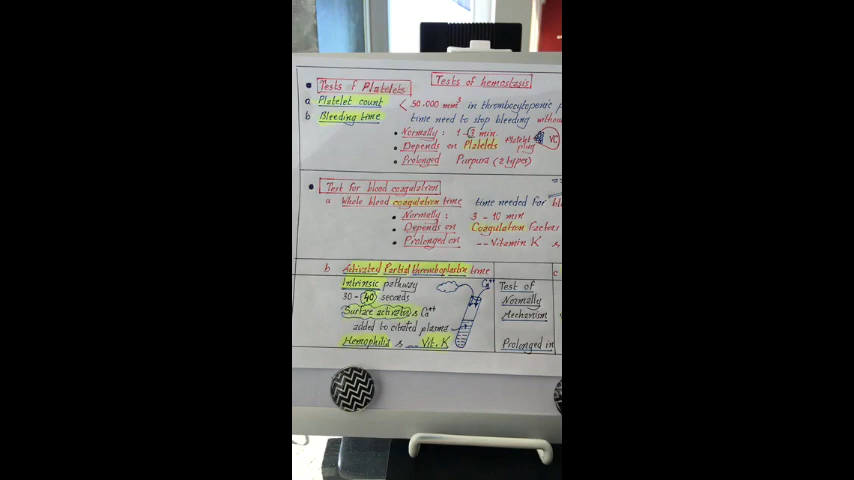 Tests of hemostasis
• Tests of Platelets
a Platelet count < 50.000 mm³ in thrombocytopenic p
b Bleeding time time need to stop bleeding withou
• Normally : 1-3 min.
• Depends on Platelets
Platelet plug VC
• Prolonged Purpura (2 types)
• Test for blood coagulation
a Whole blood coagulation time time needed for bl
• Normally : 3 - 10 min
• Depends on Coagulation Factors
• Prolonged on -- Vitamin K &
b Activated Partial thromboplastin time c
Intrinsic pathway Test of
30-40 seconds Normally
Surface activator & Ca++ Mechanism
added to citrated plasma
Hemophilia & -- Vit. K Prolonged in
Ca++